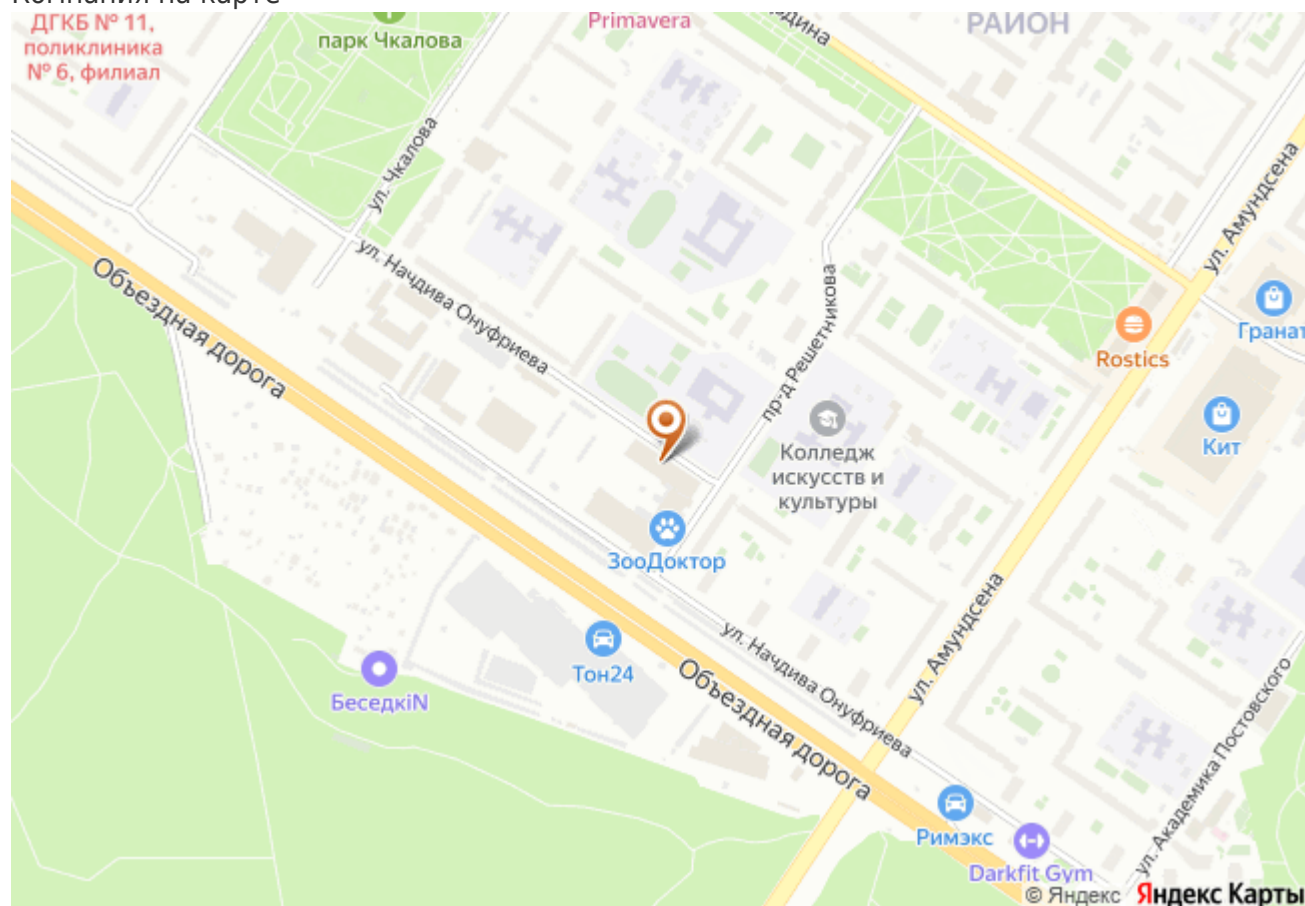 ДГКБ № 11,
поликлиника
№ 6, филиал
парк Чкалова
Primavera
РАЙОН
ул. Чкалова
ул. Амундсена
ул. Начдива Онуфриева
Объездная дорога
пр-д Решетникова
Гранат
Rostics
Кит
Колледж
искусств и
культуры
ЗооДоктор
Тон24
БеседкiN
ул. Начдива Онуфриева
ул. Амундсена
Объездная дорога
ул. Академика Постовского
Римэкс
Darkfit Gym
© Яндекс Яндекс Карты